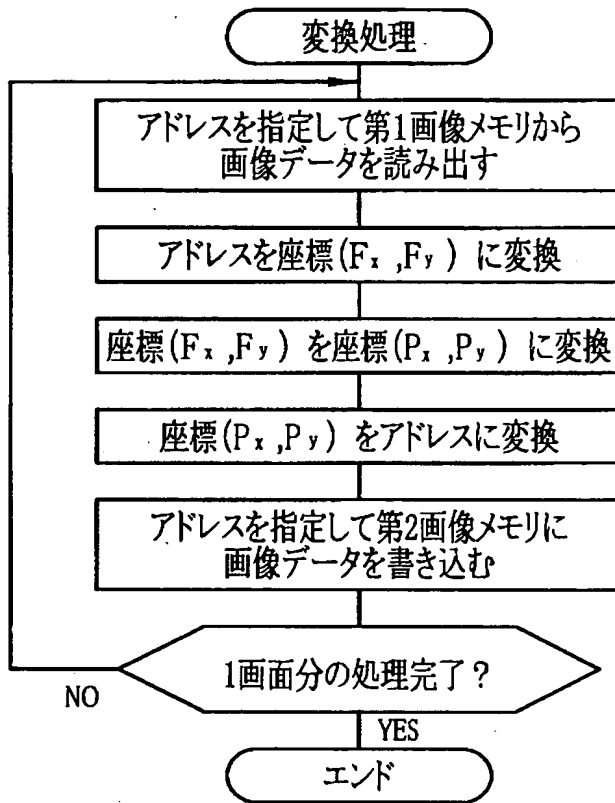 変換処理
アドレスを指定して第1画像メモリから
画像データを読み出す
アドレスを座標(Fx,Fy)に変換
座標(Fx,Fy)を座標(Px,Py)に変換
座標(Px,Py)をアドレスに変換
アドレスを指定して第2画像メモリに
画像データを書き込む
1画面分の処理完了?
NO
YES
エンド